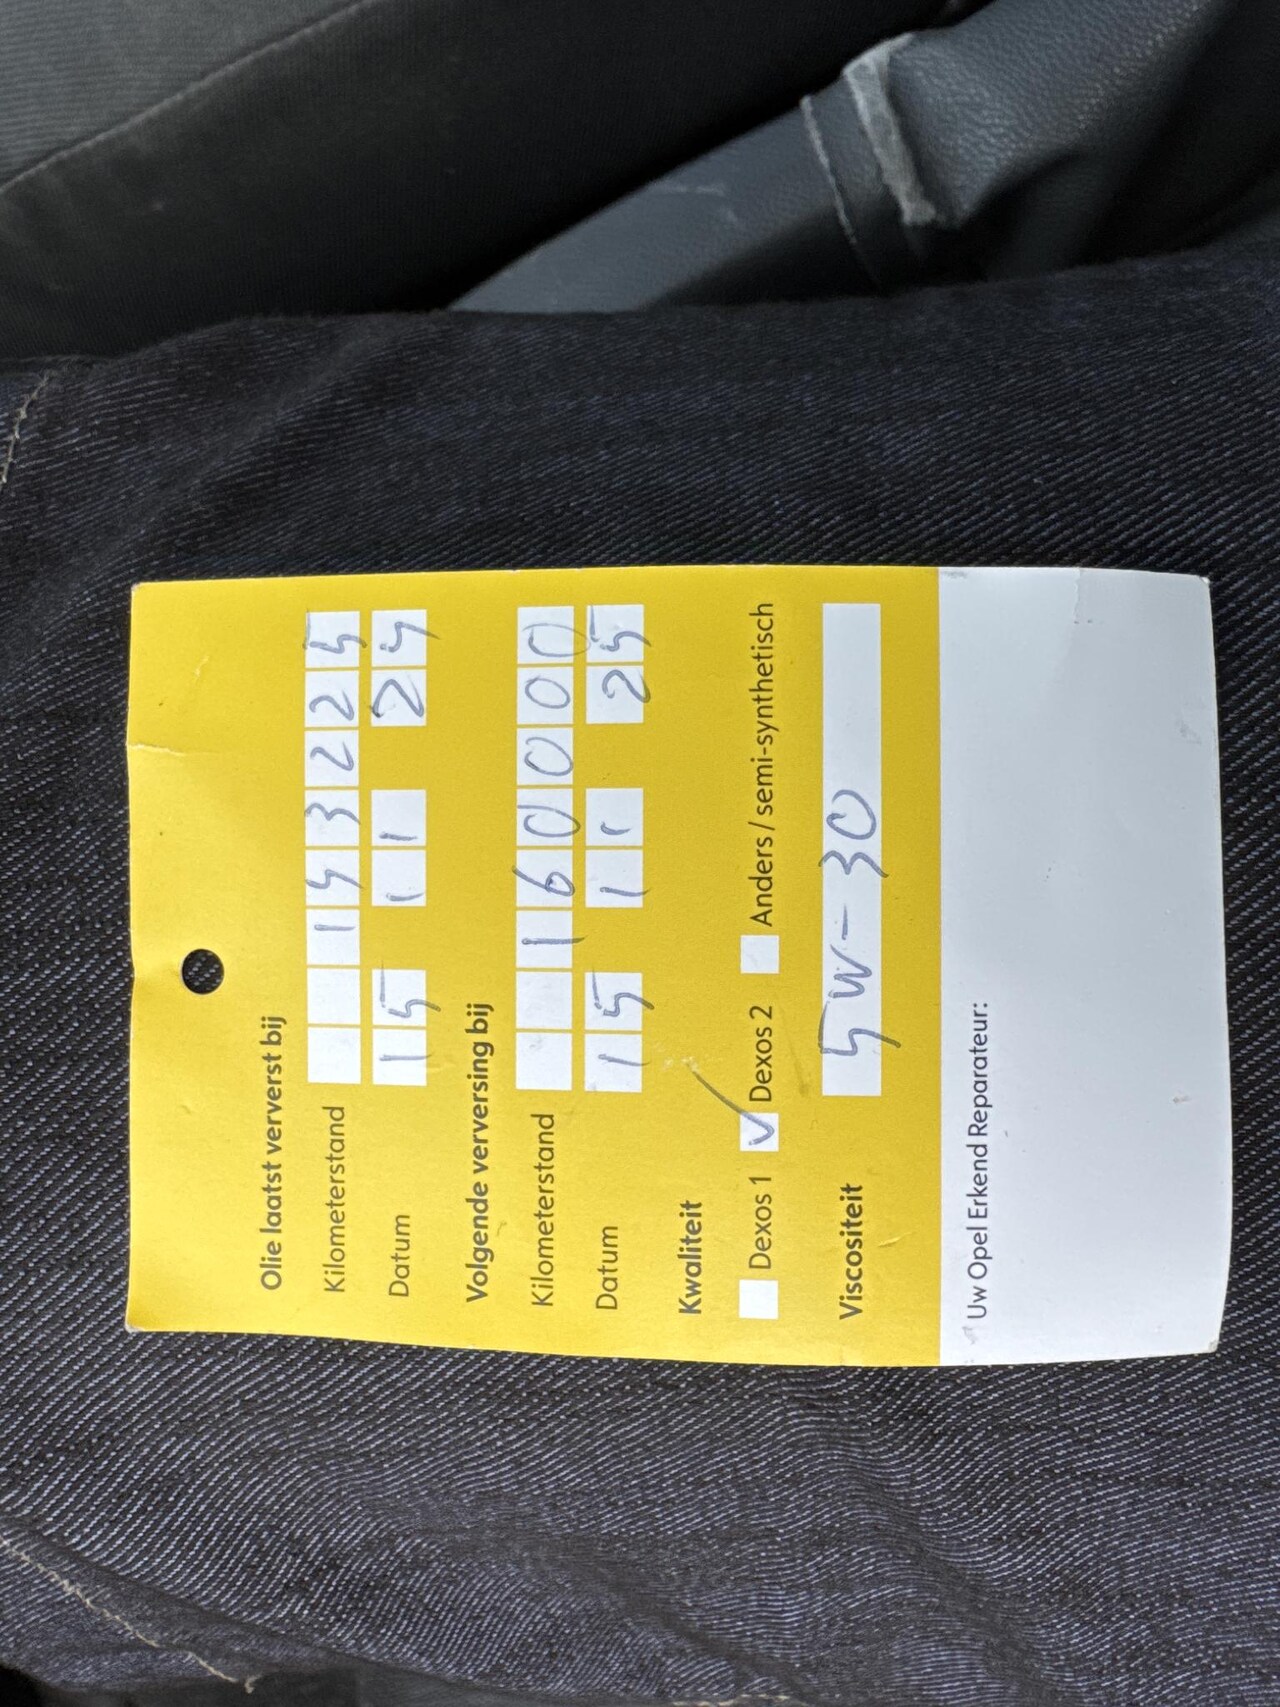 Olie laatst ververst bij
Kilometerstand 143225
Datum 15 11 24
Volgende verversing bij
Kilometerstand 160000
Datum 15 11 25
Kwaliteit
Dexos 1 ✓ Dexos 2 Anders / semi-synthetisch
Viscositeit 5W-30
Uw Opel Erkend Reparateur: